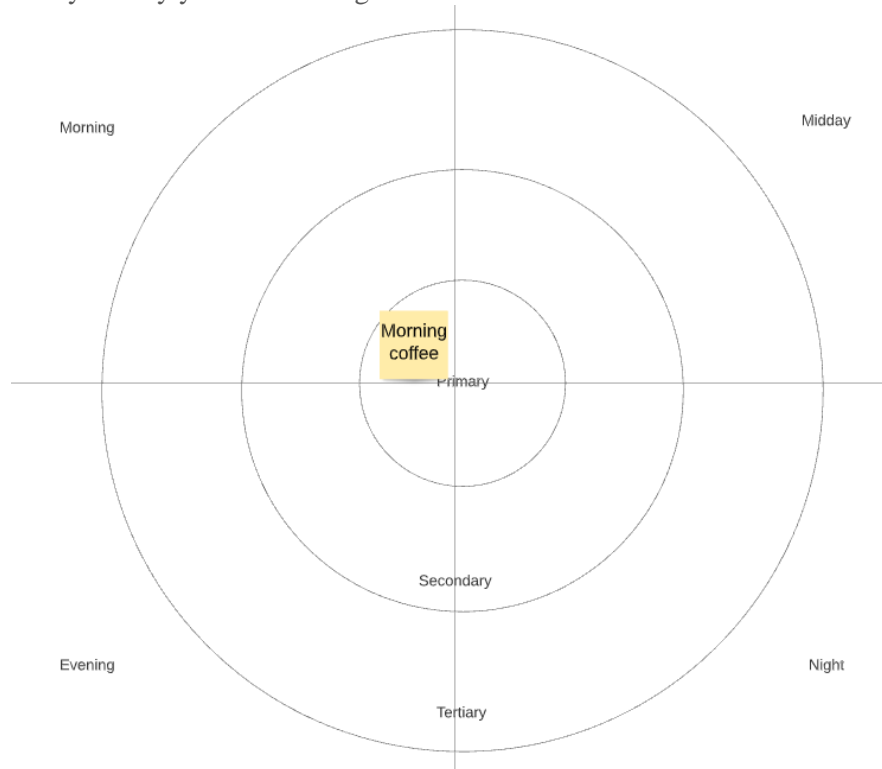 Morning
Midday
Morning
coffee
Primary
Secondary
Evening
Night
Tertiary